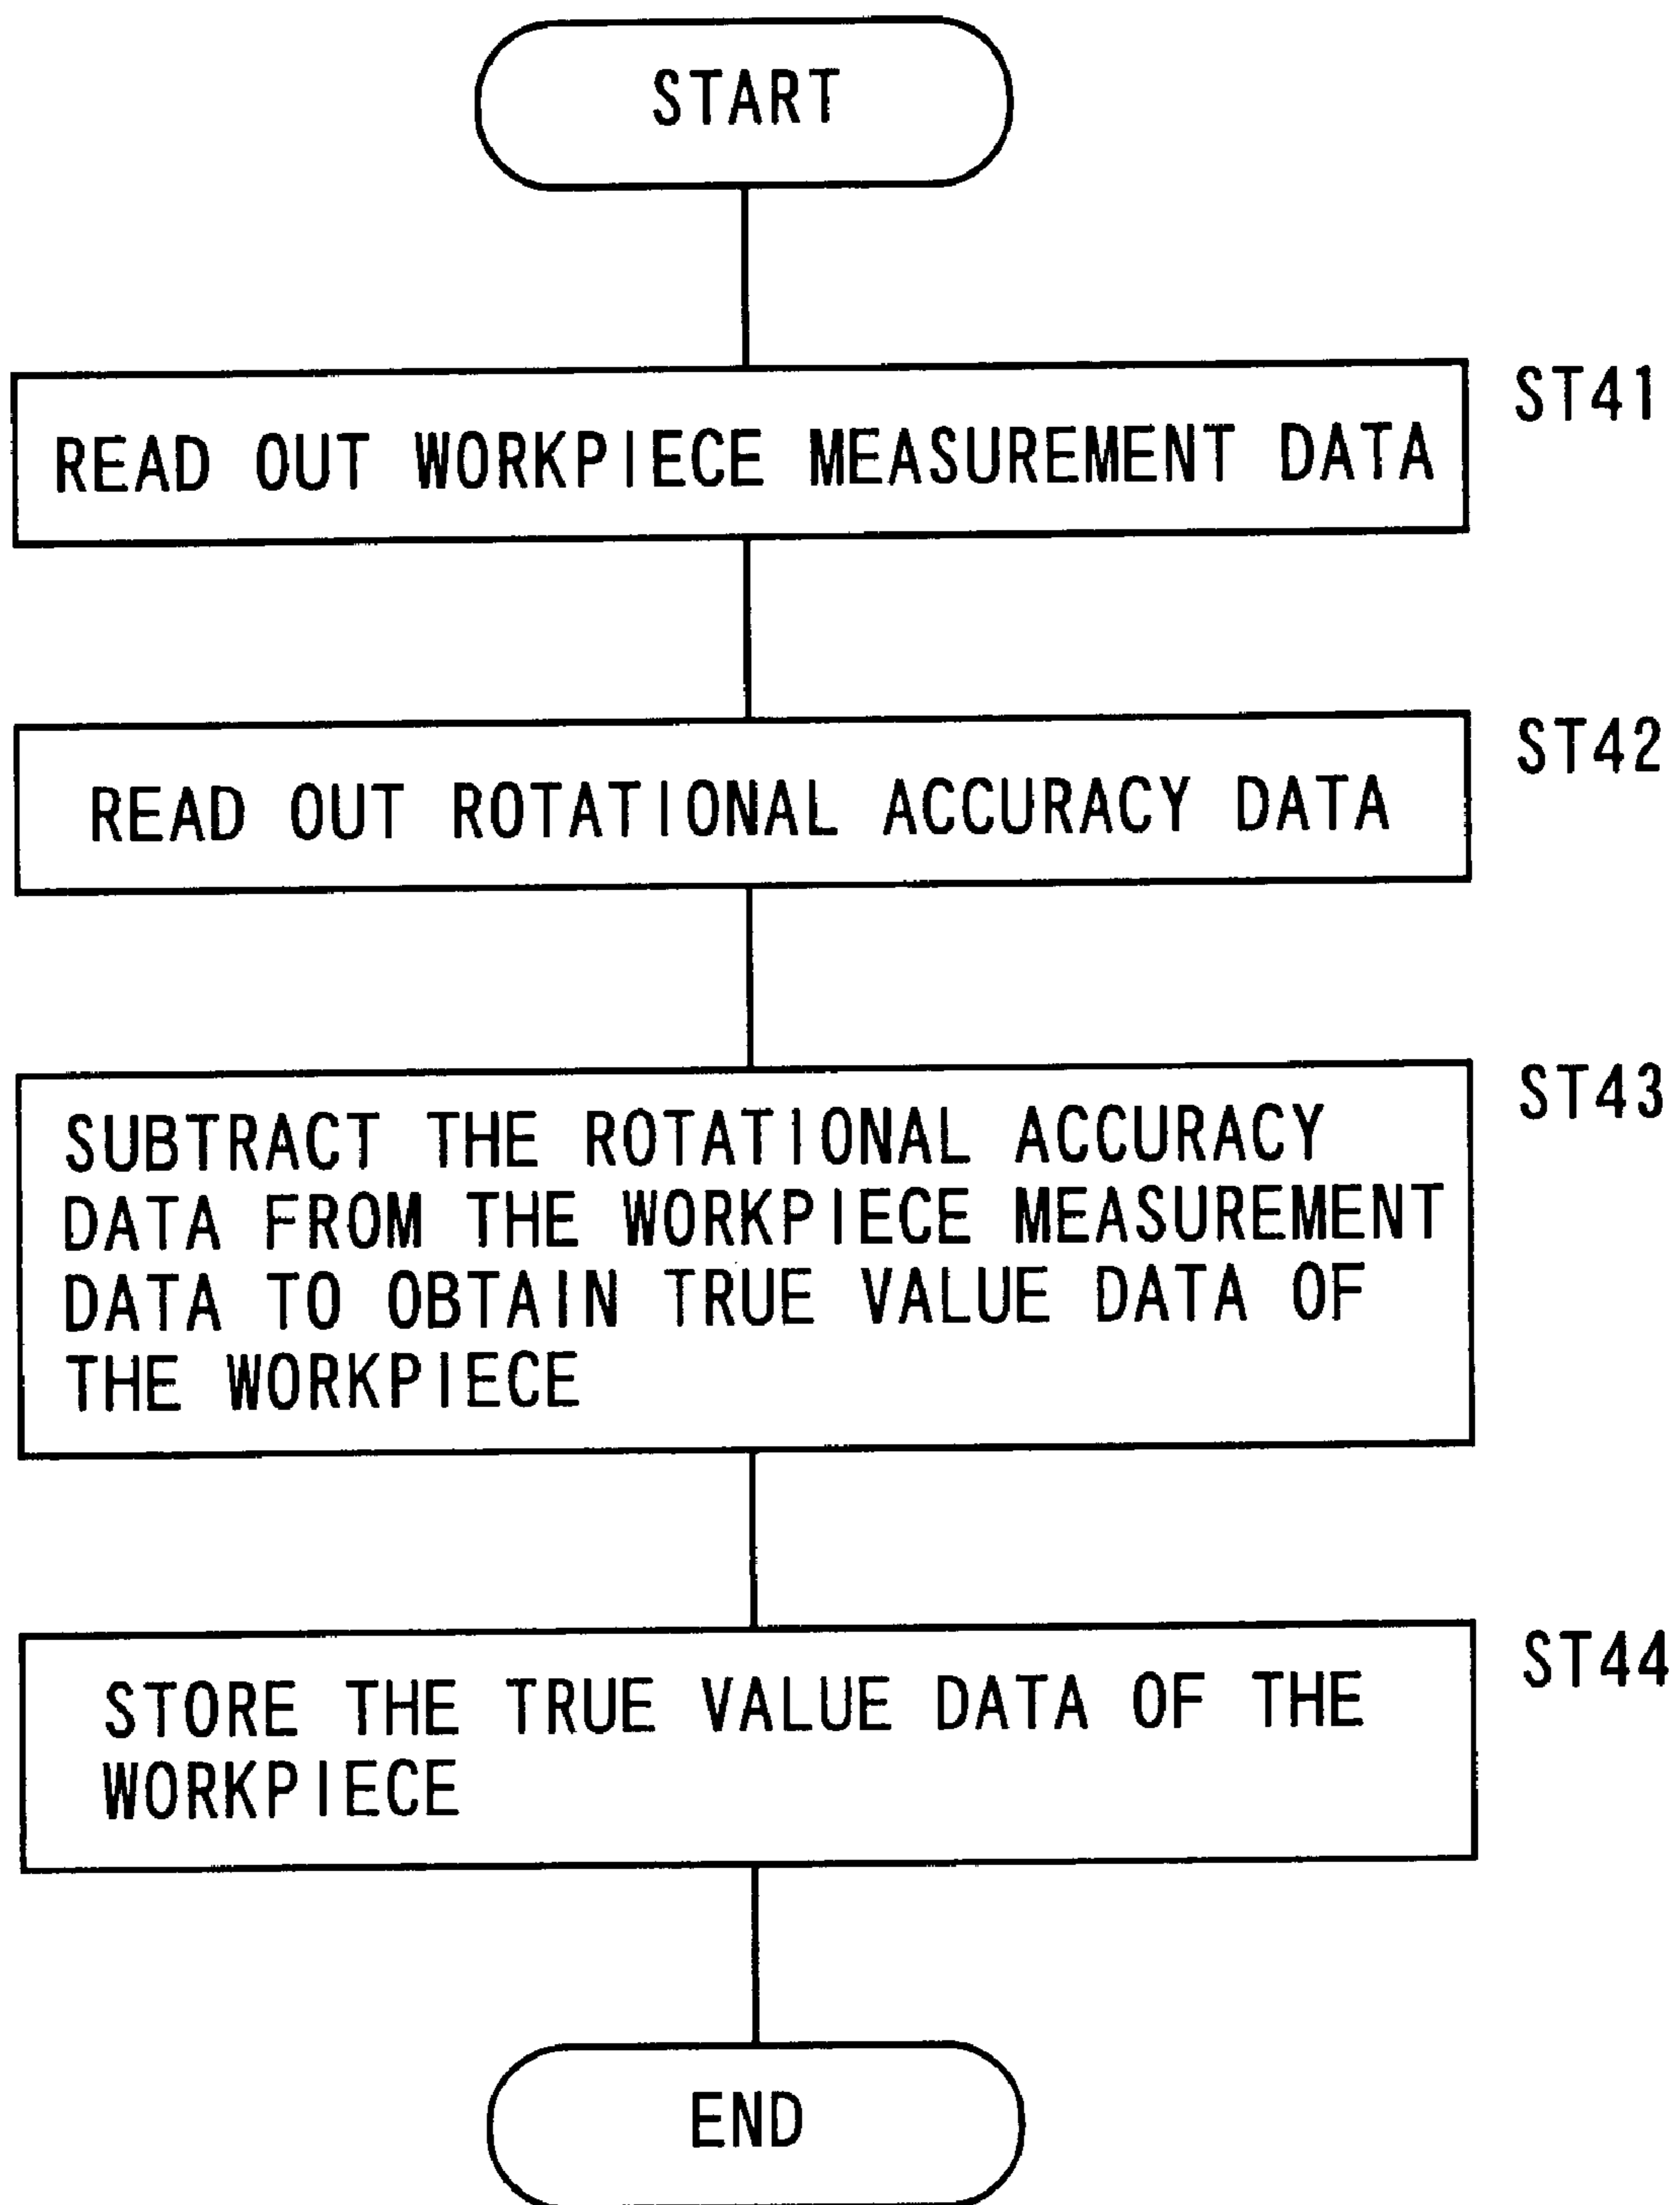 START
ST41
READ OUT WORKPIECE MEASUREMENT DATA
ST42
READ OUT ROTATIONAL ACCURACY DATA
ST43
SUBTRACT THE ROTATIONAL ACCURACY
DATA FROM THE WORKPIECE MEASUREMENT
DATA TO OBTAIN TRUE VALUE DATA OF
THE WORKPIECE
ST44
STORE THE TRUE VALUE DATA OF THE
WORKPIECE
END